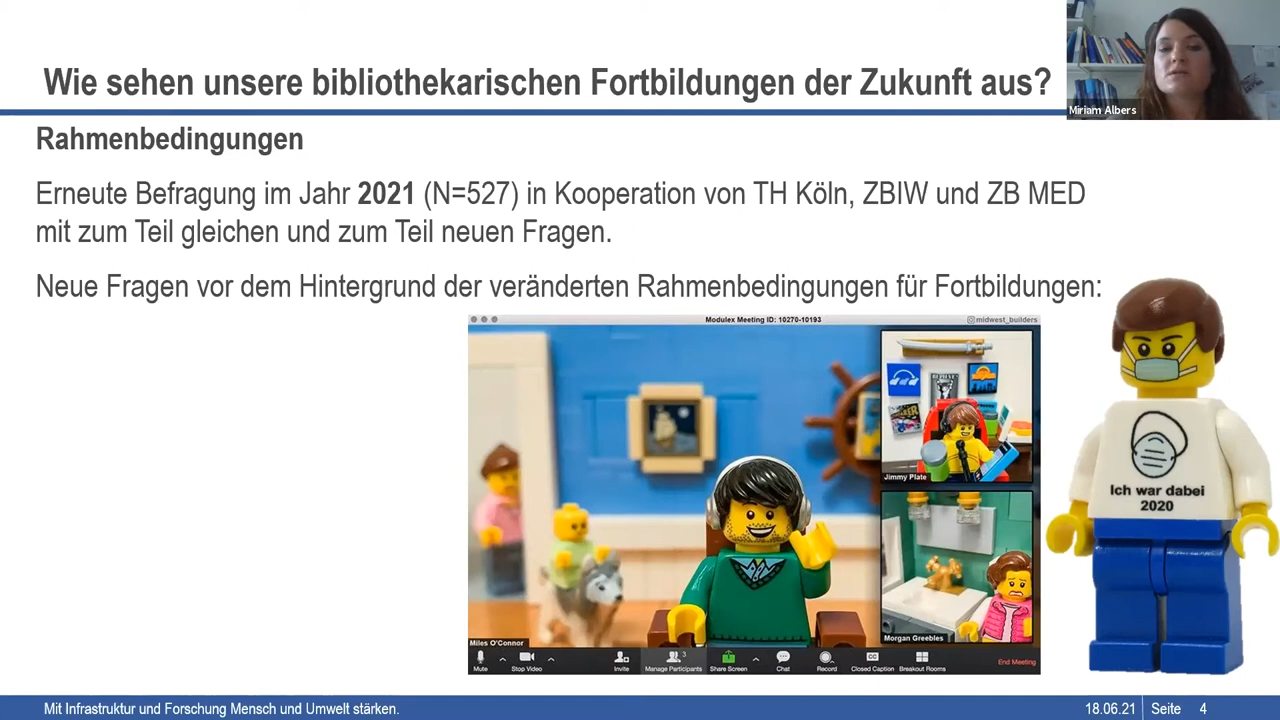 Wie sehen unsere bibliothekarischen Fortbildungen der Zukunft aus?
Miriam Albers
Rahmenbedingungen
Erneute Befragung im Jahr 2021 (N=527) in Kooperation von TH Köln, ZBIW und ZB MED
mit zum Teil gleichen und zum Teil neuen Fragen.
Neue Fragen vor dem Hintergrund der veränderten Rahmenbedingungen für Fortbildungen:
Modulex Meeting ID: 10270-10193
midwest_builders
Jimmy Plate
Miles O'Connor
Morgan Greebles
Mute
Stop Video
Invite
Manage Participants
3
Share Screen
Chat
Record
CC
Closed Caption
Breakout Rooms
End Meeting
Ich war dabei
2020
Mit Infrastruktur und Forschung Mensch und Umwelt stärken.
18.06.21 Seite 4